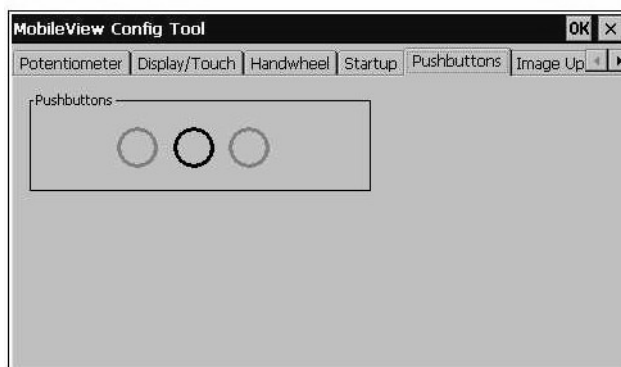 MobileView Config Tool OK ×
Potentiometer Display/Touch Handwheel Startup Pushbuttons Image Up
Pushbuttons